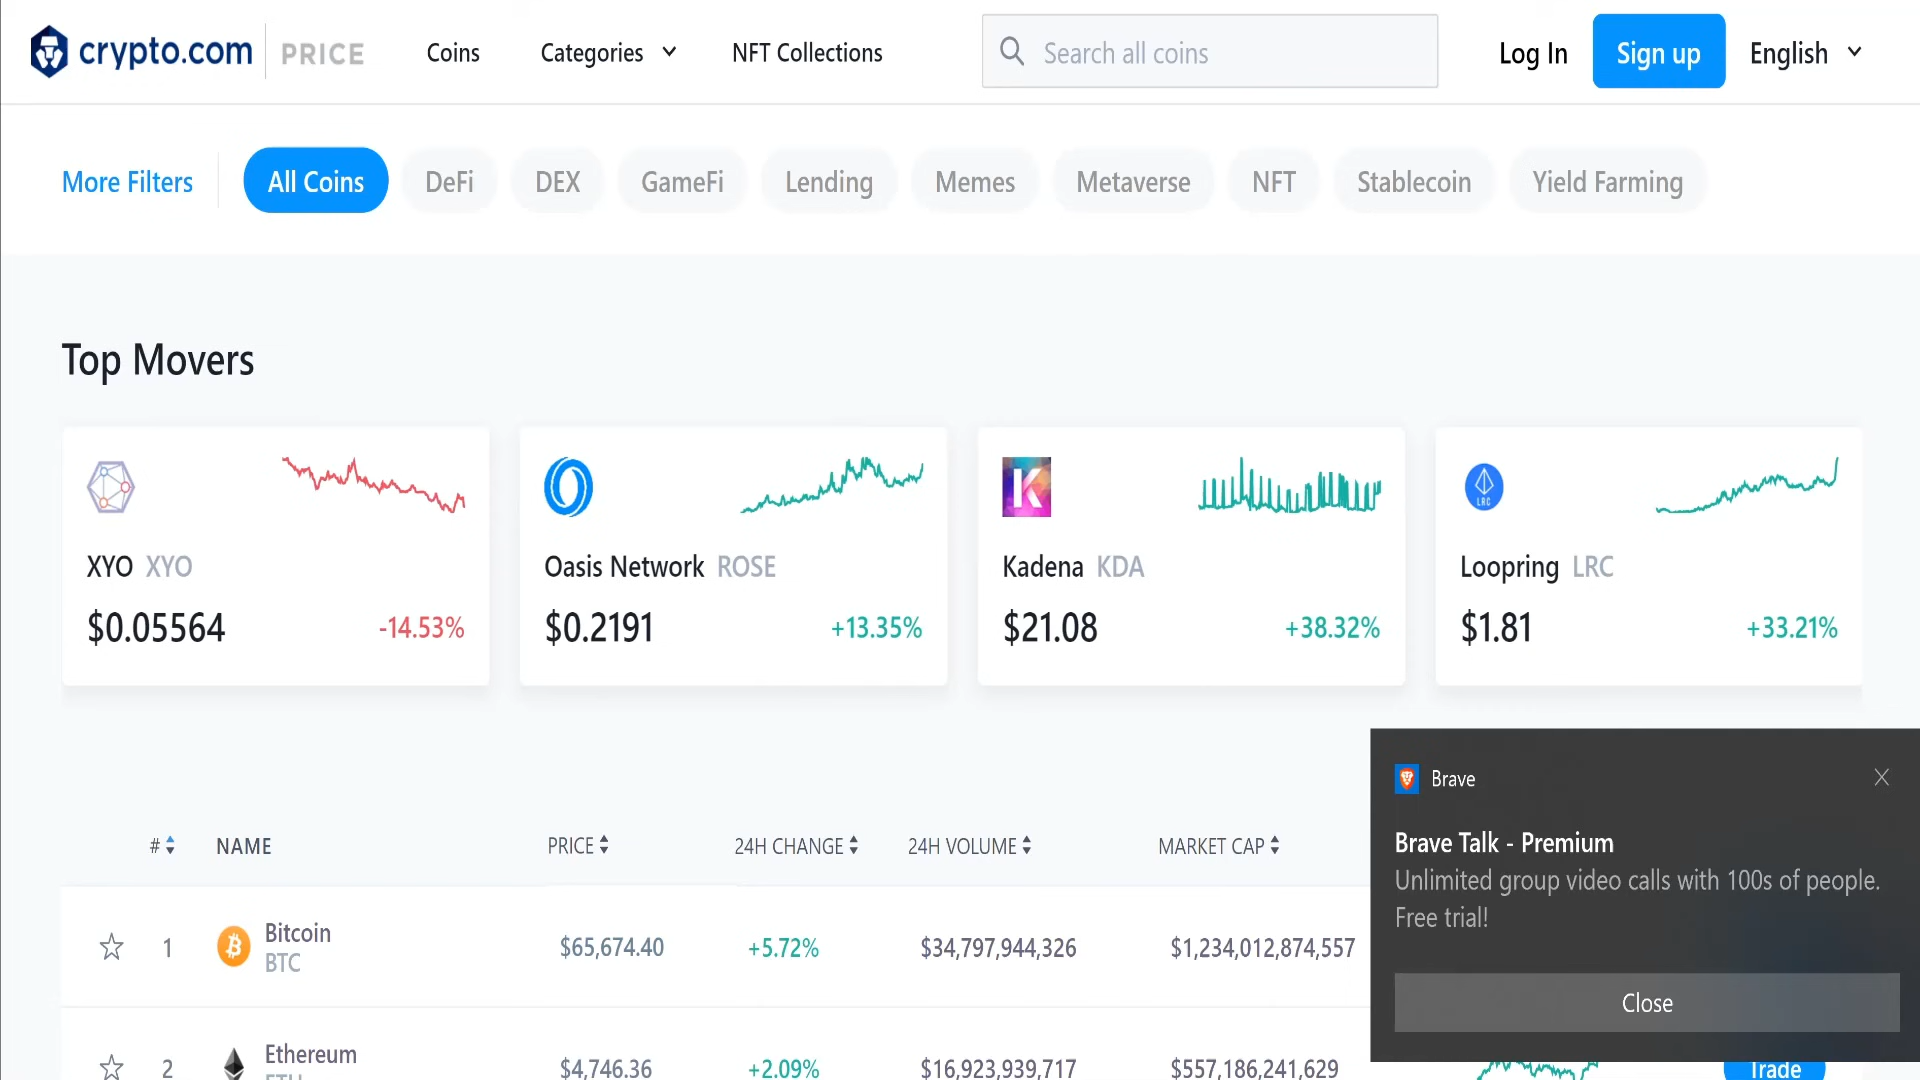 crypto.com PRICE Coins Categories NFT Collections Search all coins Log In Sign up English
More Filters All Coins DeFi DEX GameFi Lending Memes Metaverse NFT Stablecoin Yield Farming
Top Movers
XYO XYO
$0.05564 -14.53%
Oasis Network ROSE
$0.2191 +13.35%
Kadena KDA
$21.08 +38.32%
LRC
Loopring LRC
$1.81 +33.21%
# NAME PRICE 24H CHANGE 24H VOLUME MARKET CAP
1 Bitcoin BTC $65,674.40 +5.72% $34,797,944,326 $1,234,012,874,557
2 Ethereum ETH $4,746.36 +2.09% $16,923,939,717 $557,186,241,629 Trade
Brave
Brave Talk - Premium
Unlimited group video calls with 100s of people.
Free trial!
Close